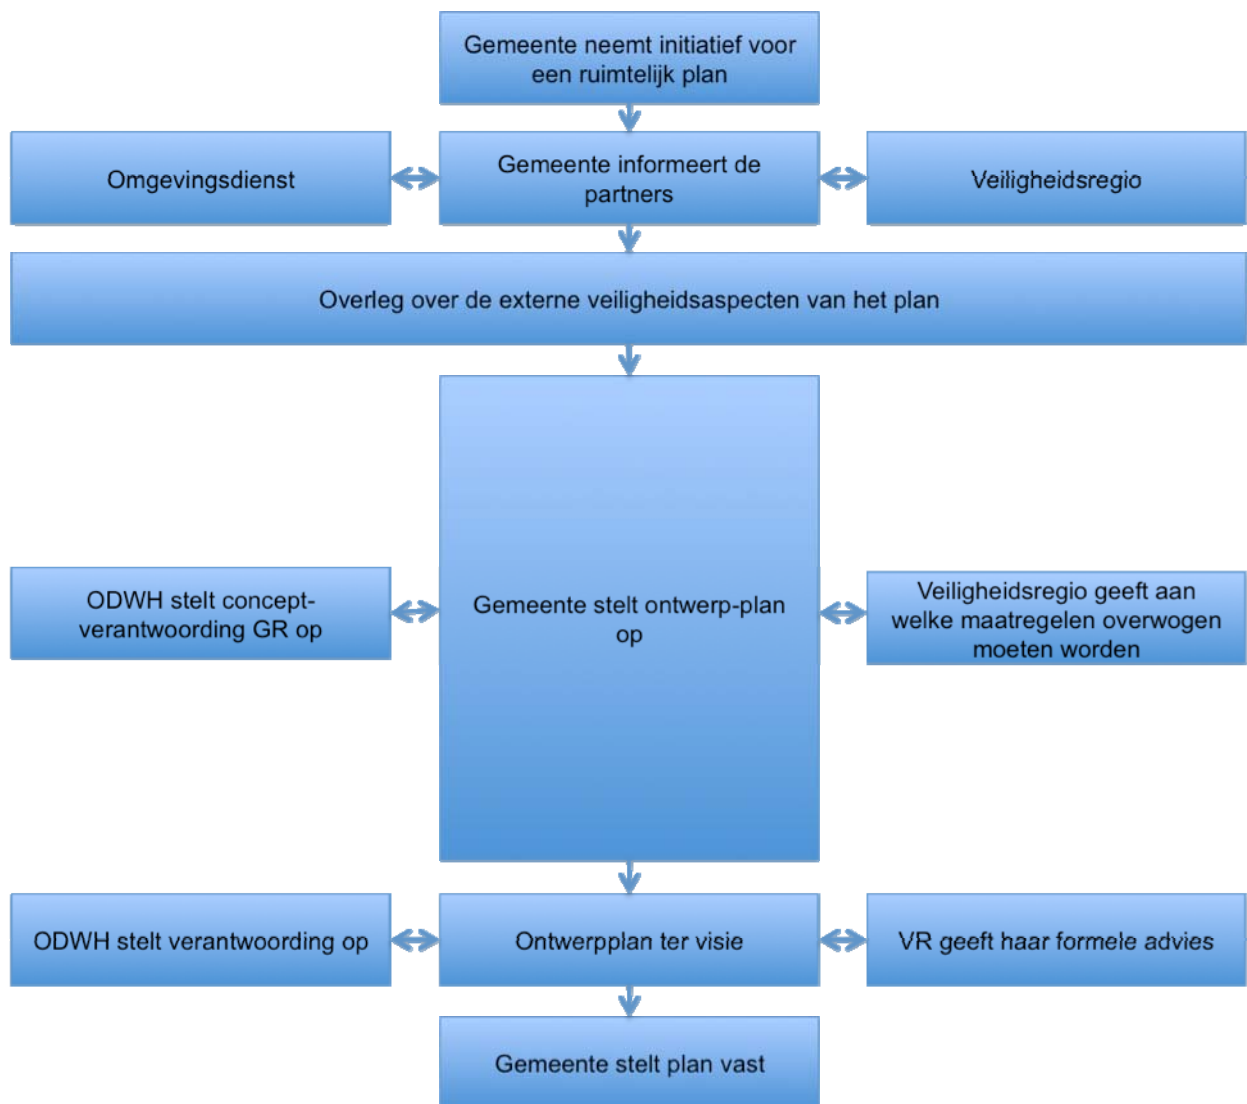 Gemeente neemt initiatief voor
een ruimtelijk plan
Omgevingsdienst
Gemeente informeert de
partners
Veiligheidsregio
Overleg over de externe veiligheidsaspecten van het plan
ODWH stelt concept-
verantwoording GR op
Gemeente stelt ontwerp-plan
op
Veiligheidsregio geeft aan
welke maatregelen overwogen
moeten worden
ODWH stelt verantwoording op
Ontwerpplan ter visie
VR geeft haar formele advies
Gemeente stelt plan vast